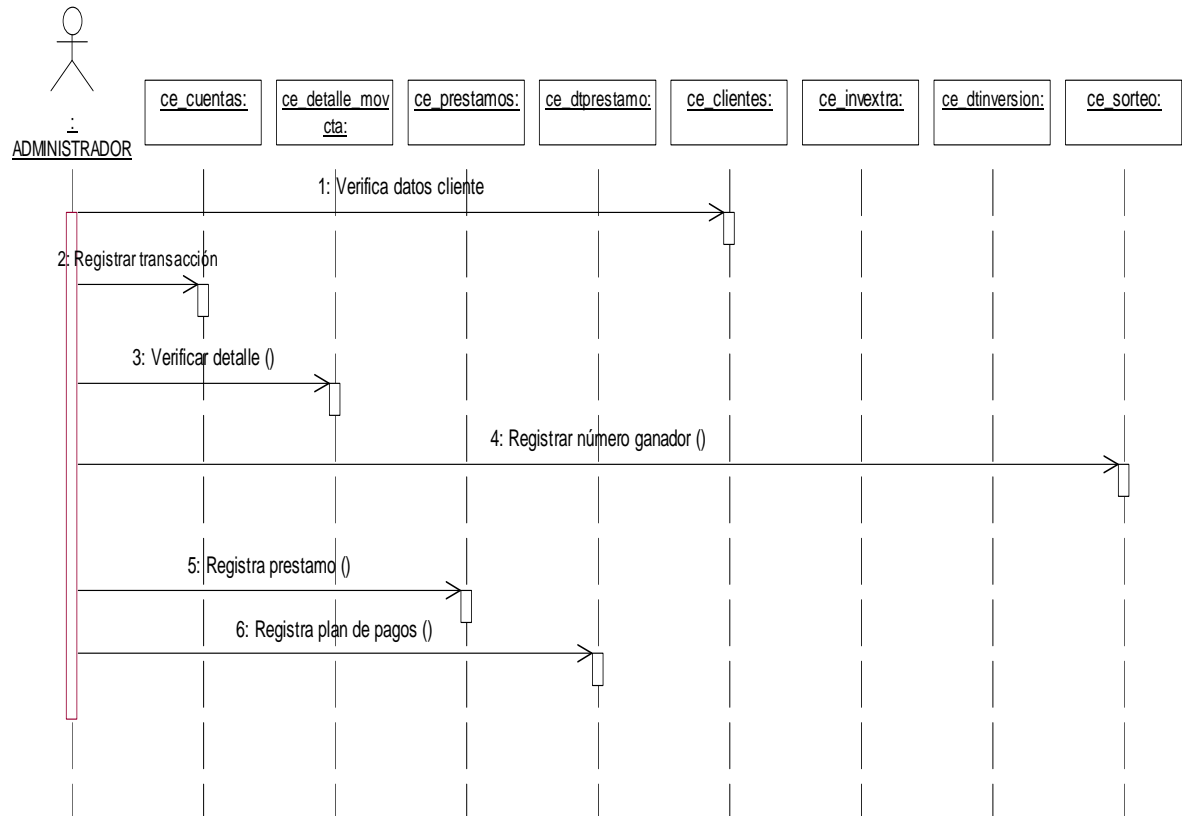 :
ADMINISTRADOR
ce_cuentas:
ce_detalle_mov
cta:
ce_prestamos:
ce_dtprestamo:
ce_clientes:
ce_invextra:
ce_dtinversion:
ce_sorteo:
1: Verifica datos cliente
2: Registrar transacción
3: Verificar detalle ()
4: Registrar número ganador ()
5: Registra prestamo ()
6: Registra plan de pagos ()